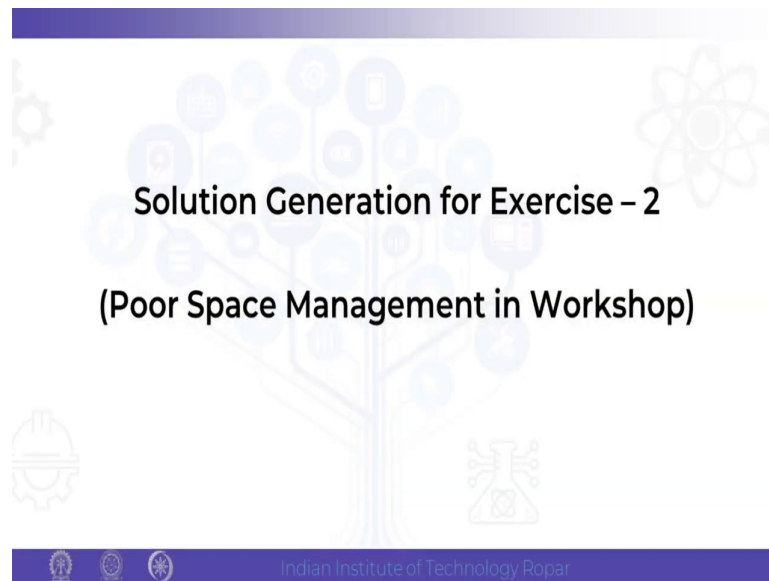 Solution Generation for Exercise – 2
(Poor Space Management in Workshop)
Indian Institute of Technology Ropar